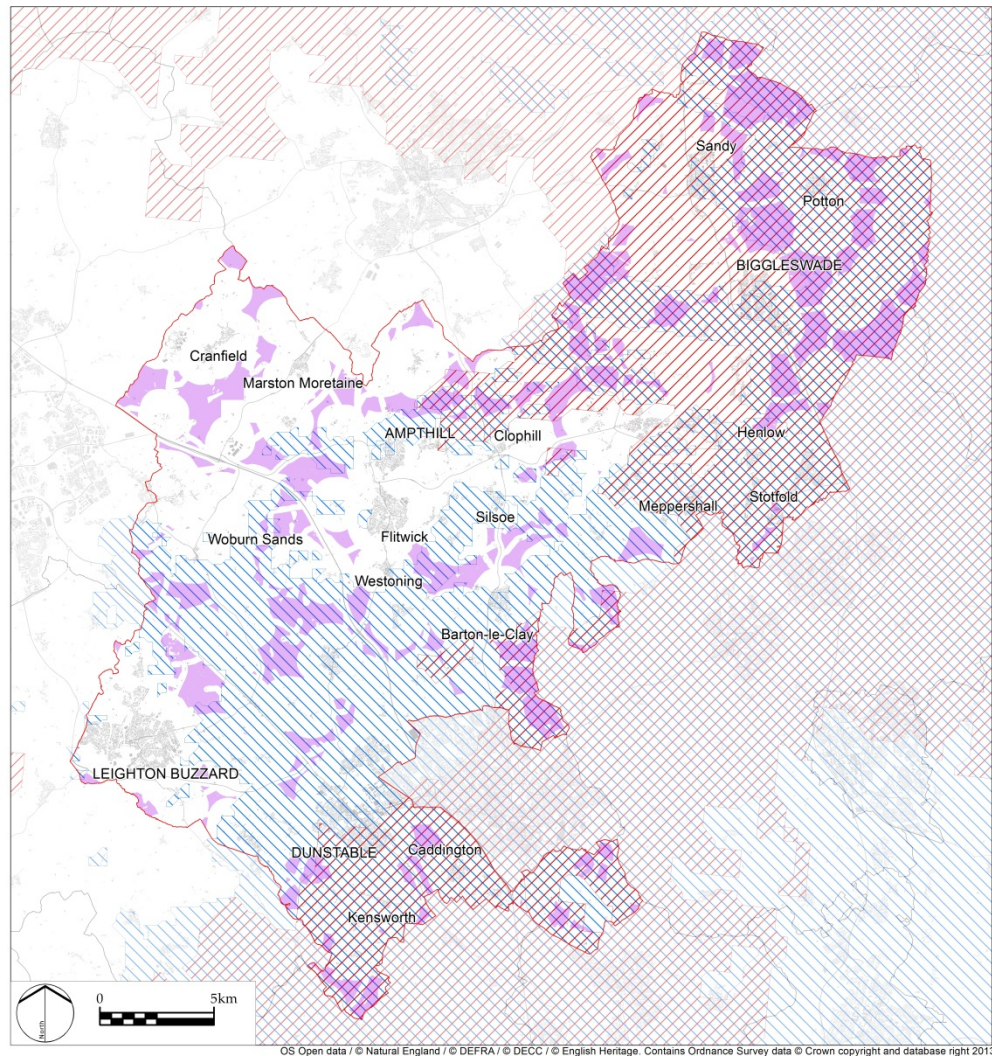 Sandy
Potton
BIGGLESWADE
Cranfield
Marston Moretaine
AMPTHILL
Clophill
Henlow
Meppershall
Stotfold
Silsoe
Woburn Sands
Flitwick
Westoning
Barton-le-Clay
LEIGHTON BUZZARD
DUNSTABLE
Caddington
Kensworth
North
0 5km
OS Open data / © Natural England / © DEFRA / © DECC / © English Heritage. Contains Ordnance Survey data © Crown copyright and database right